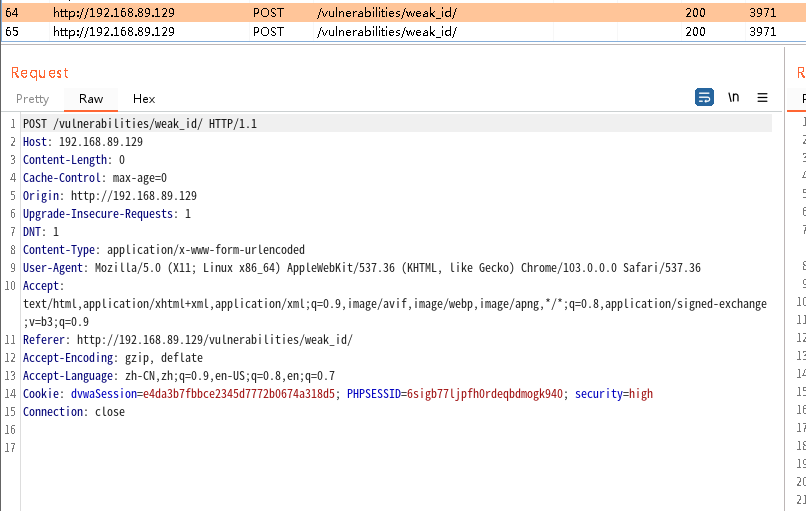 64 http://192.168.89.129 POST /vulnerabilities/weak_id/ 200 3971
65 http://192.168.89.129 POST /vulnerabilities/weak_id/ 200 3971
Request
Pretty Raw Hex \n
1 POST /vulnerabilities/weak_id/ HTTP/1.1
2 Host: 192.168.89.129
3 Content-Length: 0
4 Cache-Control: max-age=0
5 Origin: http://192.168.89.129
6 Upgrade-Insecure-Requests: 1
7 DNT: 1
8 Content-Type: application/x-www-form-urlencoded
9 User-Agent: Mozilla/5.0 (X11; Linux x86_64) AppleWebKit/537.36 (KHTML, like Gecko) Chrome/103.0.0.0 Safari/537.36
10 Accept:
text/html,application/xhtml+xml,application/xml;q=0.9,image/avif,image/webp,image/apng,*/*;q=0.8,application/signed-exchange
;v=b3;q=0.9
11 Referer: http://192.168.89.129/vulnerabilities/weak_id/
12 Accept-Encoding: gzip, deflate
13 Accept-Language: zh-CN,zh;q=0.9,en-US;q=0.8,en;q=0.7
14 Cookie: dvwaSession=e4da3b7fbbce2345d7772b0674a318d5; PHPSESSID=6sigb77ljpfh0rdeqbdmogk940; security=high
15 Connection: close
16
17